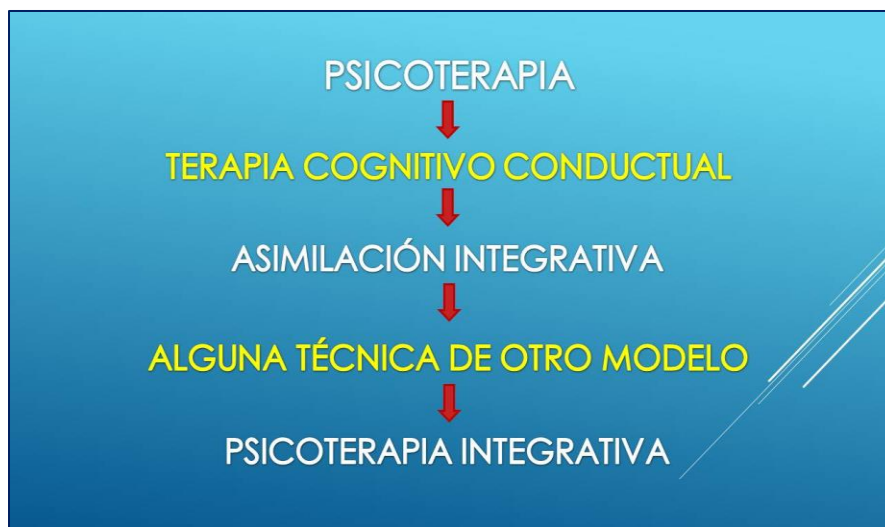 PSICOTERAPIA
TERAPIA COGNITIVO CONDUCTUAL
ASIMILACIÓN INTEGRATIVA
ALGUNA TÉCNICA DE OTRO MODELO
PSICOTERAPIA INTEGRATIVA